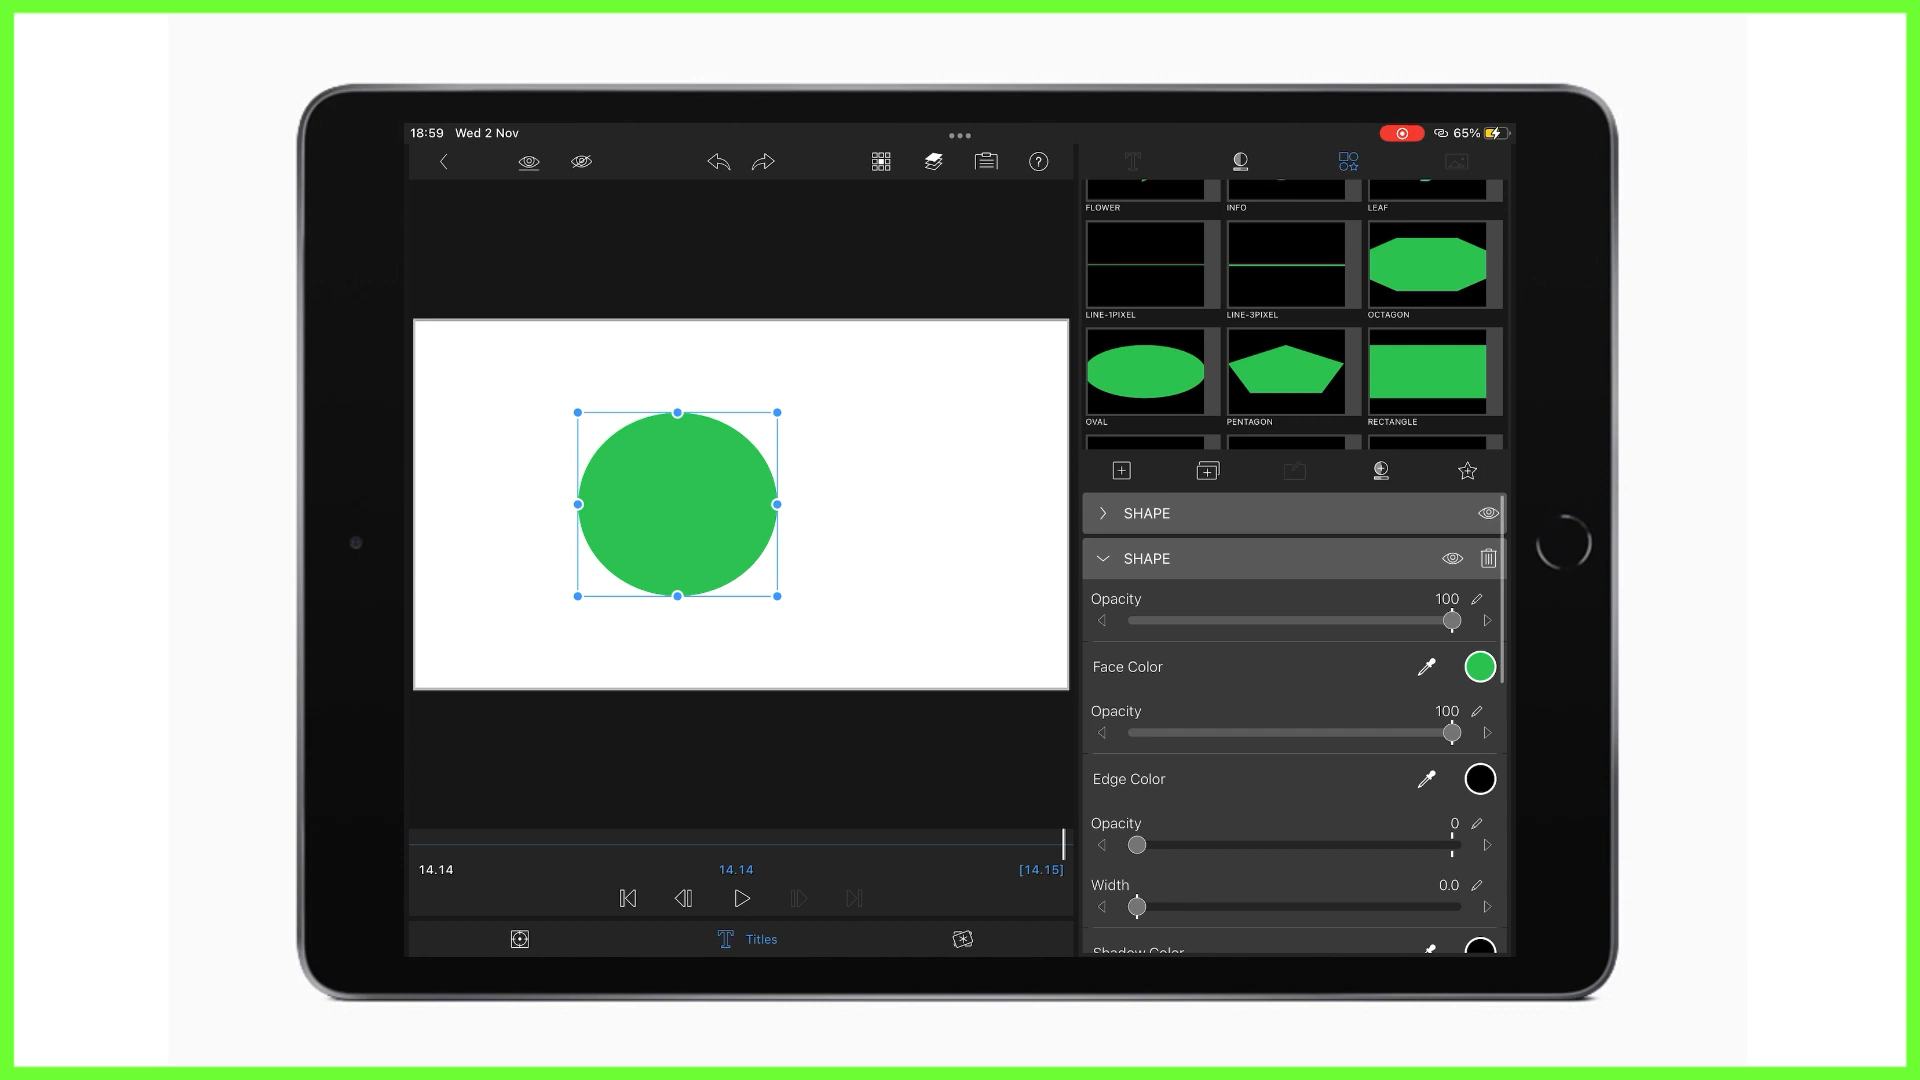 18:59 Wed 2 Nov
65%
FLOWER INFO LEAF
LINE-1PIXEL LINE-3PIXEL OCTAGON
OVAL PENTAGON RECTANGLE
SHAPE
SHAPE
Opacity 100
Face Color
Opacity 100
Edge Color
Opacity 0
Width 0.0
Shadow Color
14.14 14.14 [14.15]
Titles